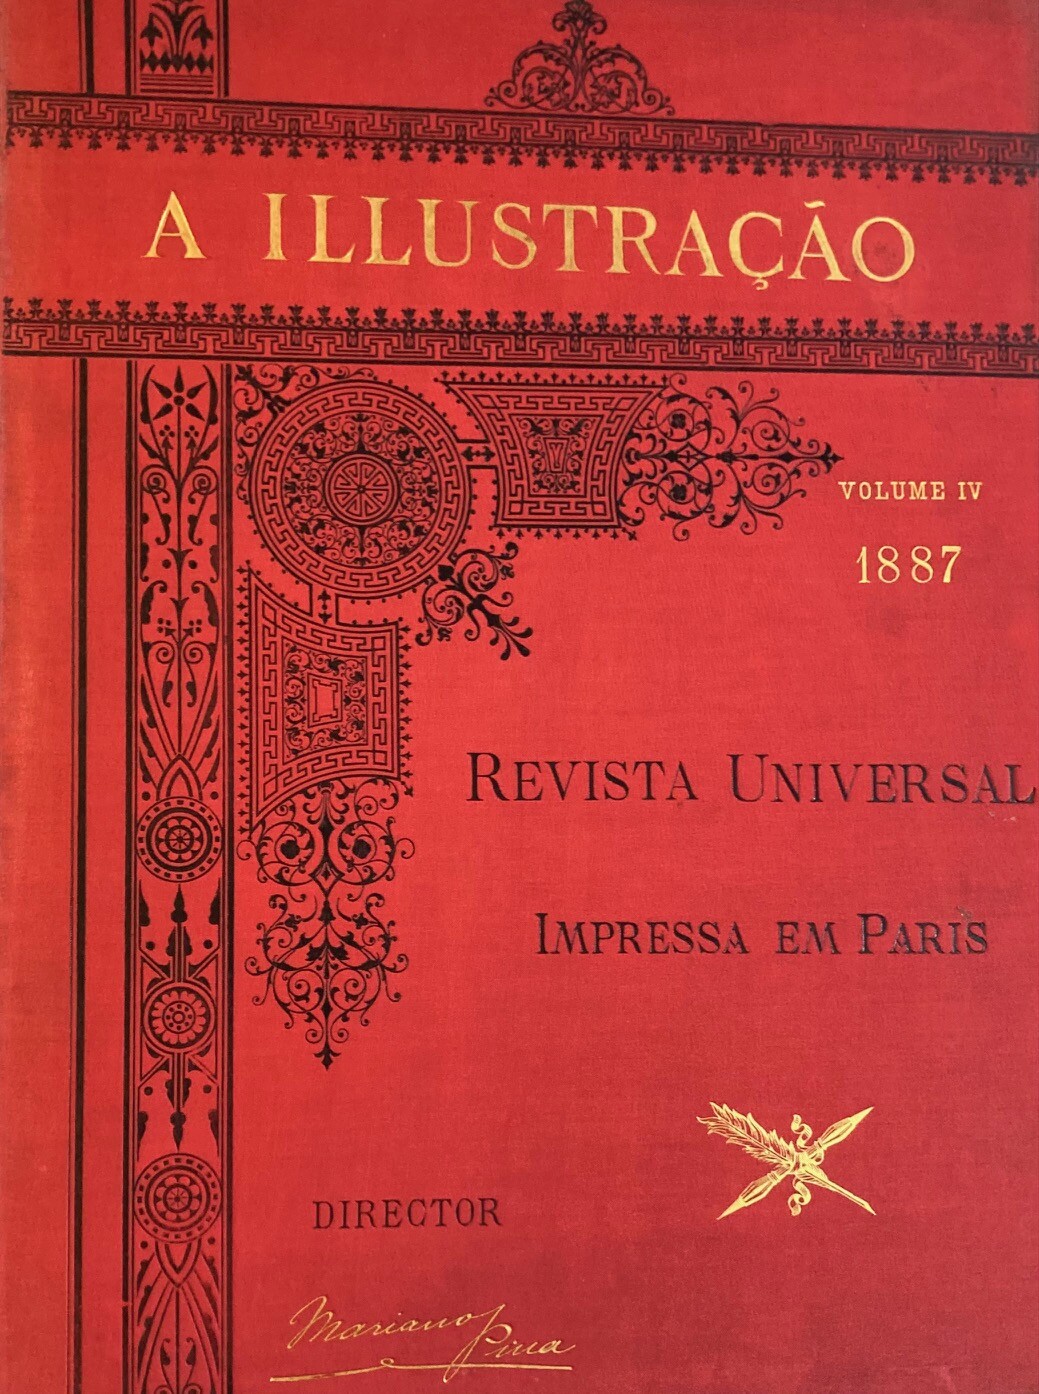 A ILLUSTRAÇÃO
VOLUME IV
1887
REVISTA UNIVERSAL
IMPRESSA EM PARIS
DIRECTOR
Mariano Pina